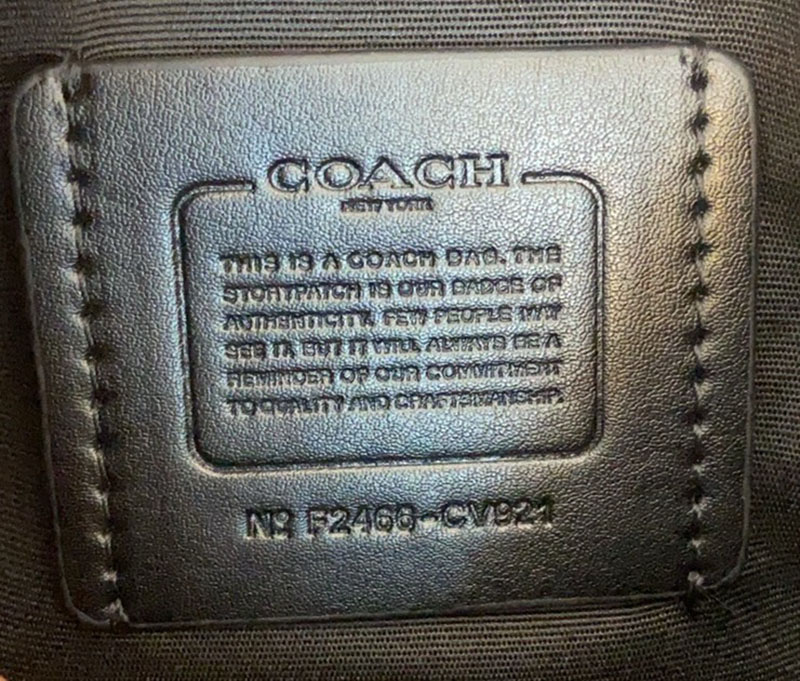 COACH
NEW YORK
THIS IS A COACH BAG. THE
STORYPATCH IS OUR BADGE OF
AUTHENTICITY. FEW PEOPLE MAY
SEE IT, BUT IT WILL ALWAYS BE A
REMINDER OF OUR COMMITMENT
TO QUALITY AND CRAFTSMANSHIP.
Nº F2466-CV921